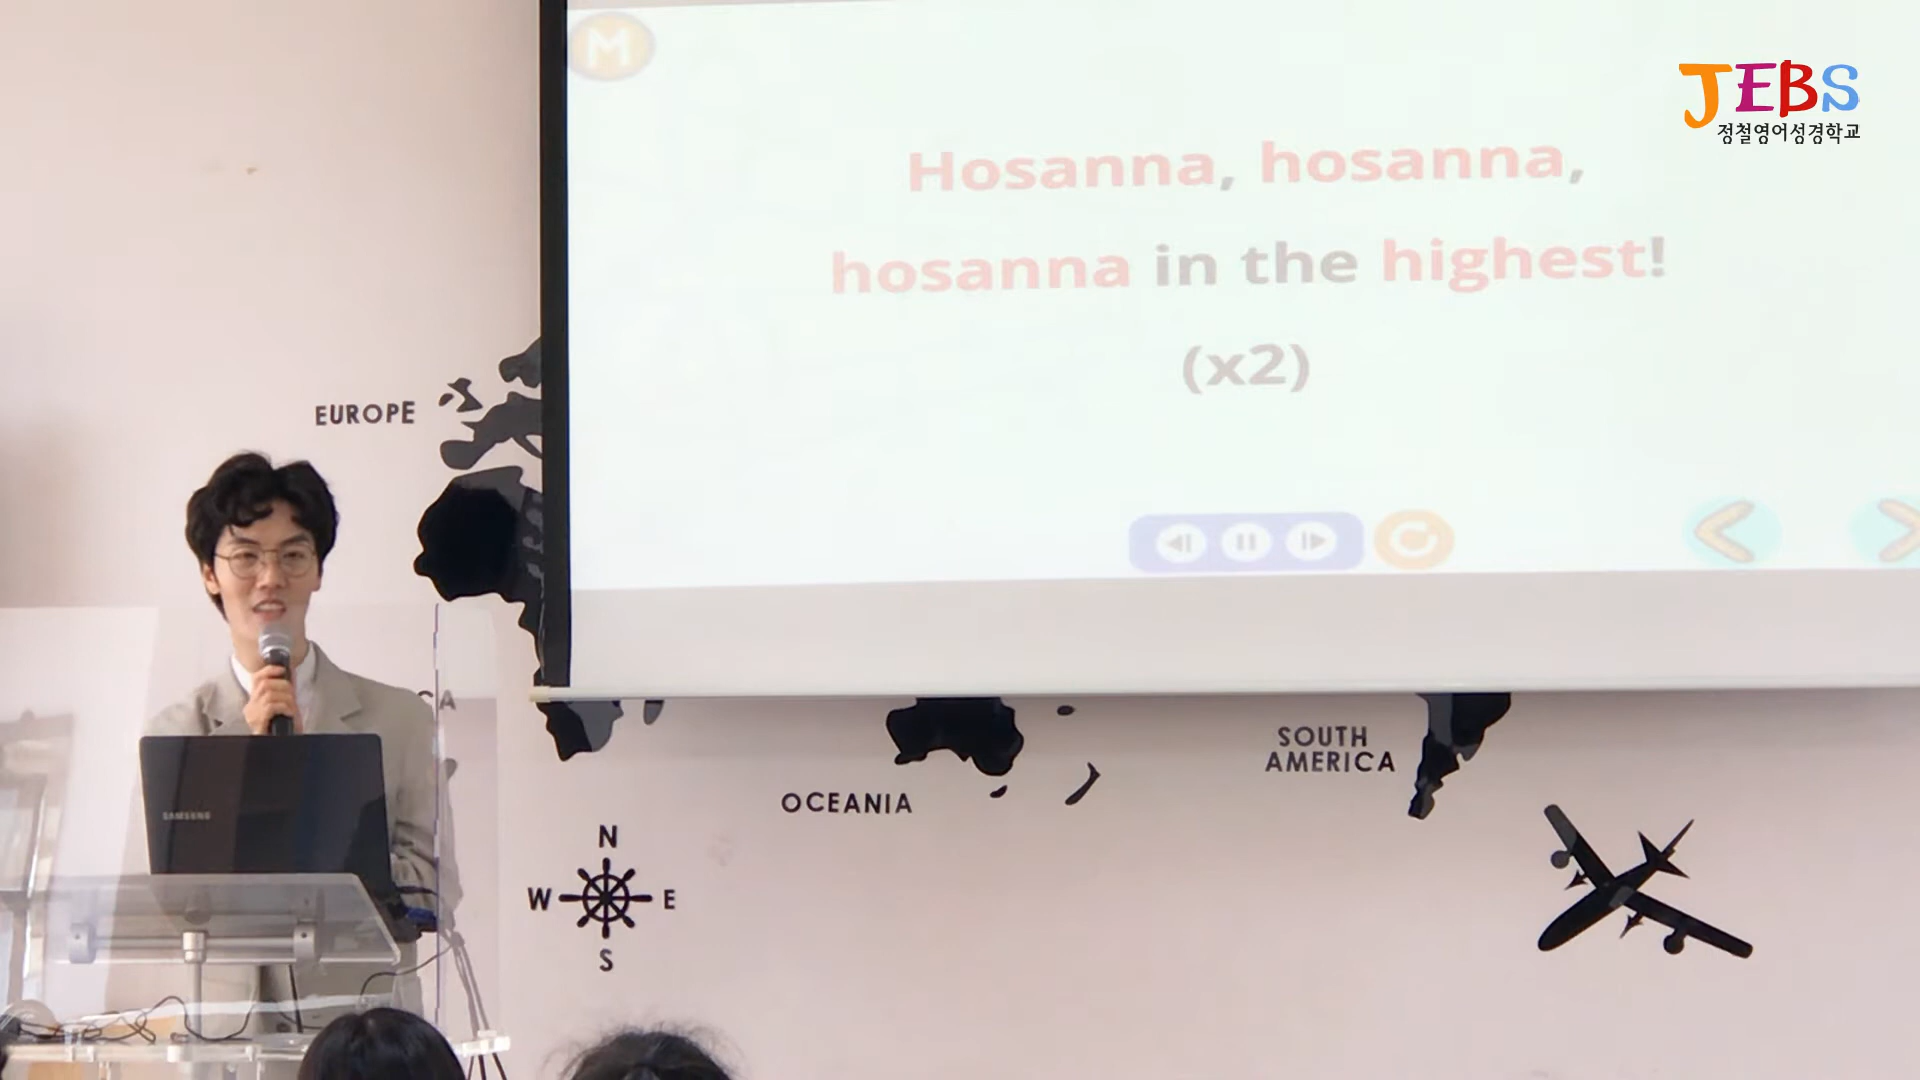 M
JEBS
정철영어성경학교
Hosanna, hosanna,
hosanna in the highest!
(x2)
EUROPE
CA
SOUTH
AMERICA
OCEANIA
SAMSUNG
N
W E
S